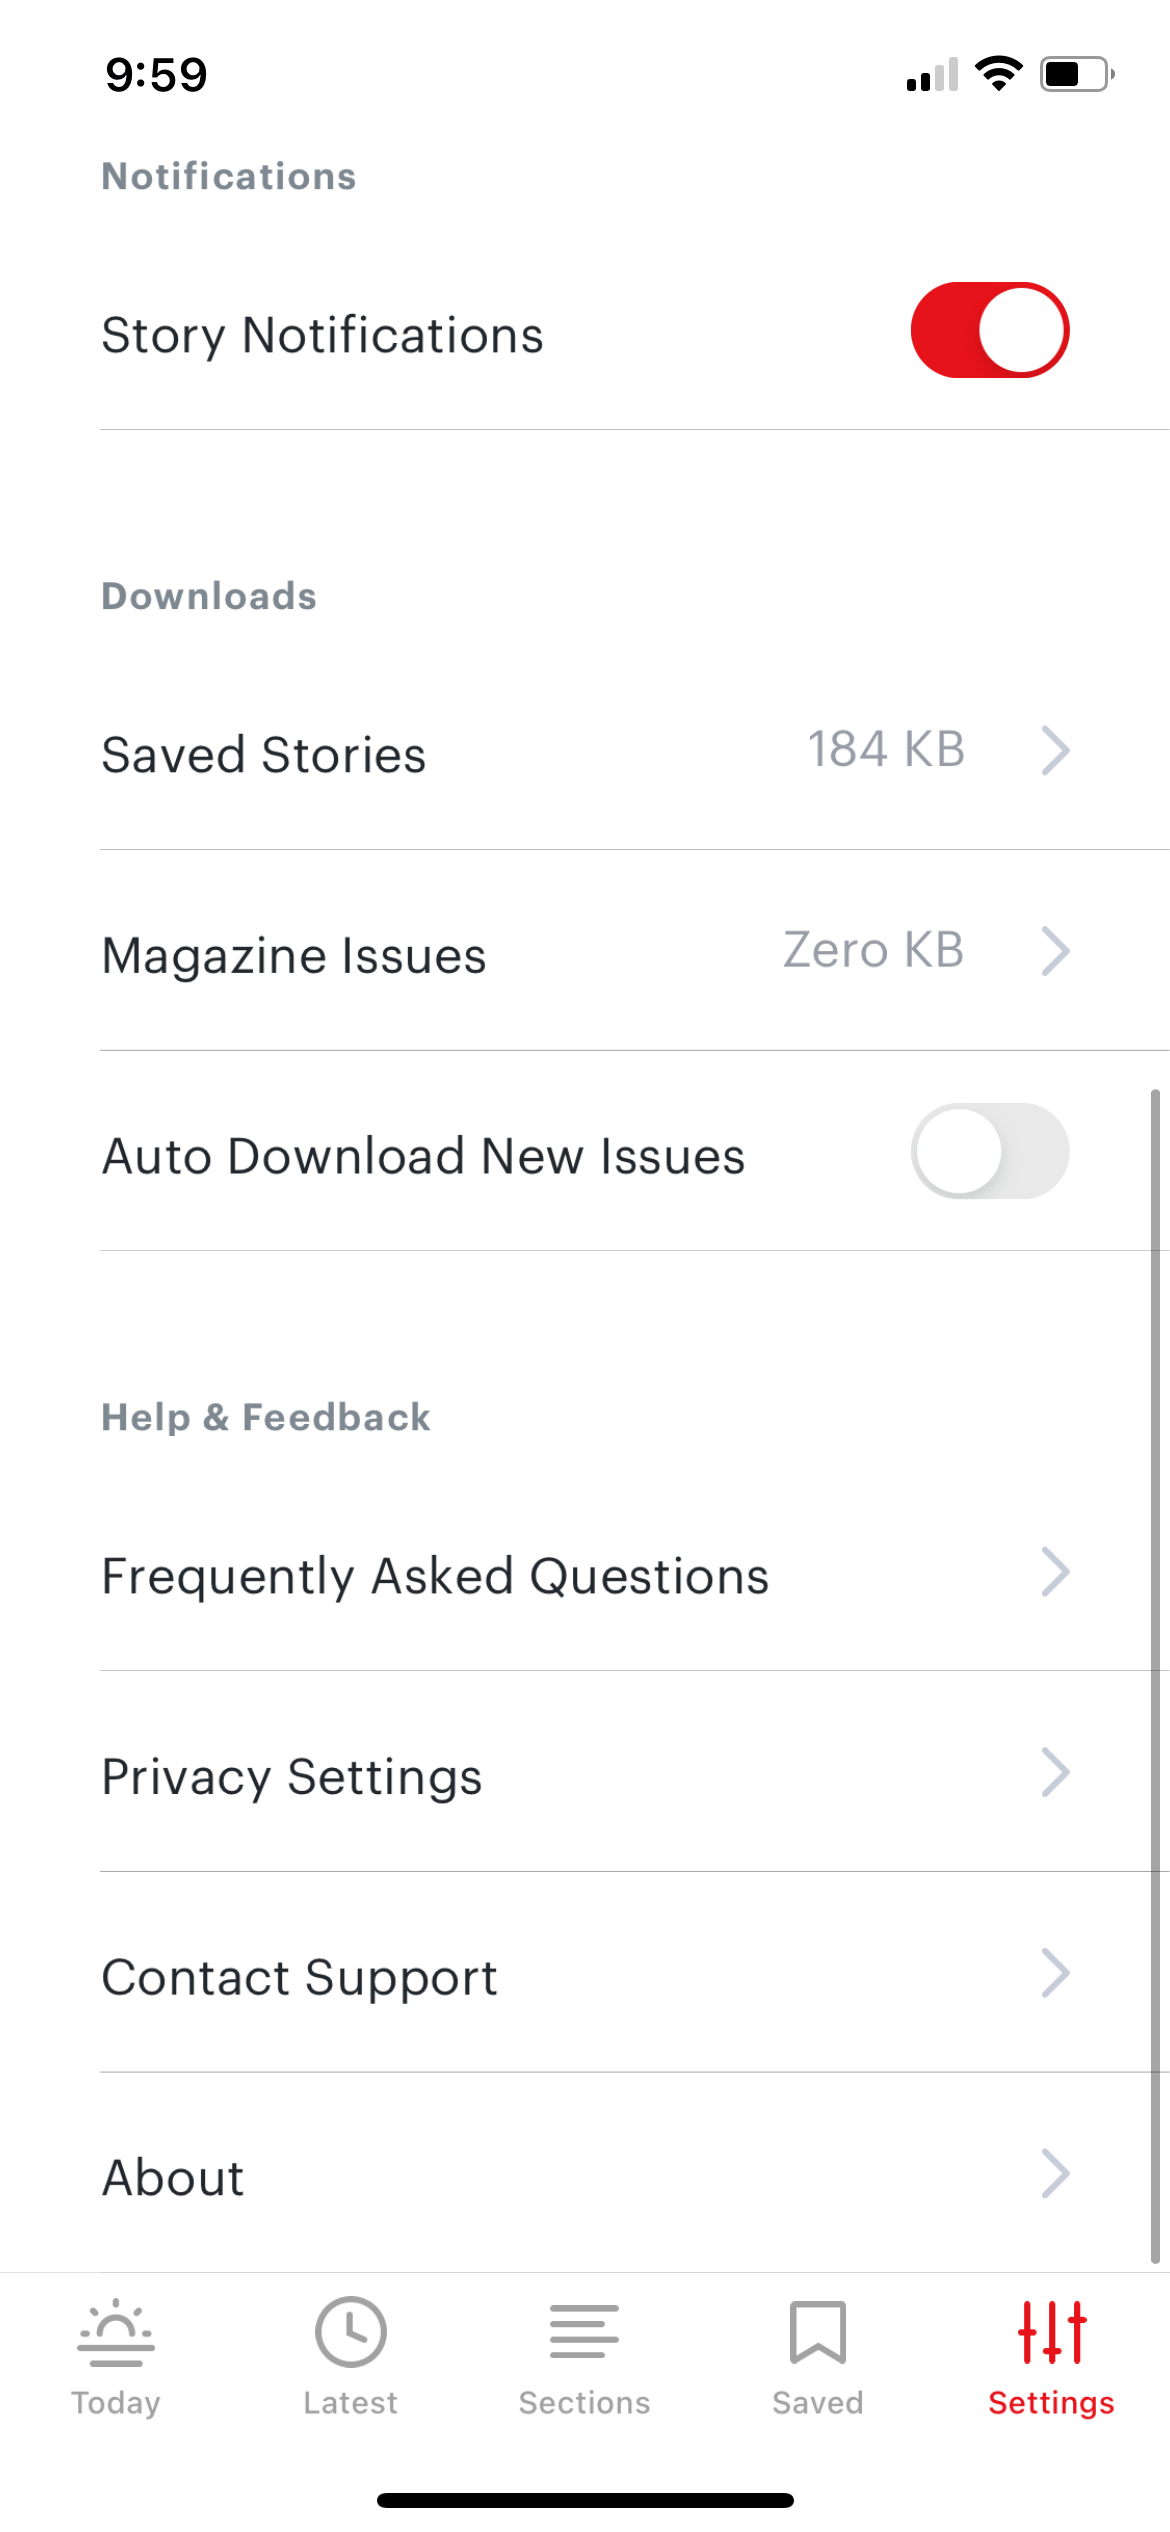 9:59
Notifications
Story Notifications
Downloads
Saved Stories 184 KB
Magazine Issues Zero KB
Auto Download New Issues
Help & Feedback
Frequently Asked Questions
Privacy Settings
Contact Support
About
Today Latest Sections Saved Settings